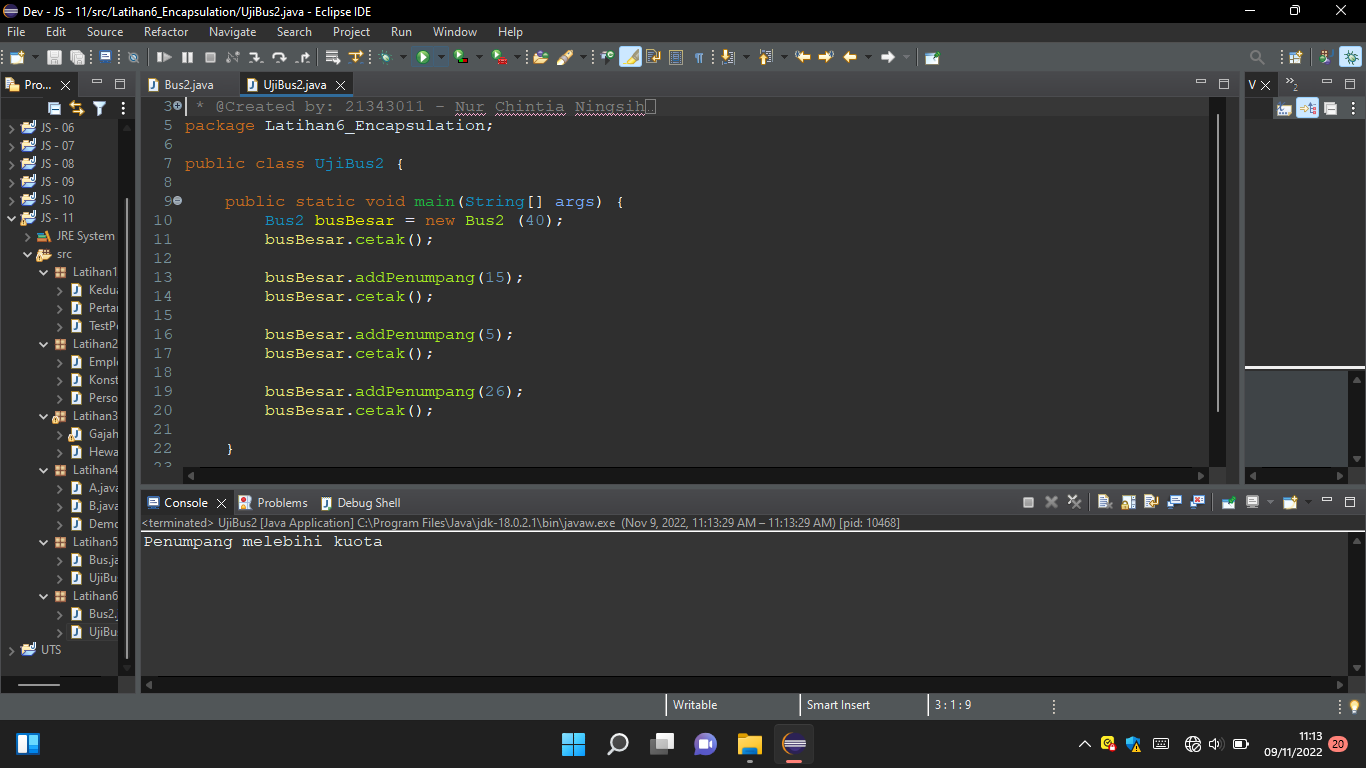 Dev - JS - 11/src/Latihan6_Encapsulation/UjiBus2.java - Eclipse IDE
File Edit Source Refactor Navigate Search Project Run Window Help
Pro...
JS - 06
JS - 07
JS - 08
JS - 09
JS - 10
JS - 11
JRE System
src
Latihan1
Kedu
Perta
TestP
Latihan2
Empl
Konst
Perso
Latihan3
Gajah
Hewa
Latihan4
A.java
B.java
Demo
Latihan5
Bus.ja
UjiBu
Latihan6
Bus2.
UjiBu
UTS
Bus2.java UjiBus2.java
3 * @Created by: 21343011 - Nur Chintia Ningsih
5 package Latihan6_Encapsulation;
6
7 public class UjiBus2 {
8
9 public static void main(String[] args) {
10 Bus2 busBesar = new Bus2 (40);
11 busBesar.cetak();
12
13 busBesar.addPenumpang(15);
14 busBesar.cetak();
15
16 busBesar.addPenumpang(5);
17 busBesar.cetak();
18
19 busBesar.addPenumpang(26);
20 busBesar.cetak();
21
22 }
23
V
2
Console Problems Debug Shell
<terminated> UjiBus2 [Java Application] C:\Program Files\Java\jdk-18.0.2.1\bin\javaw.exe (Nov 9, 2022, 11:13:29 AM – 11:13:29 AM) [pid: 10468]
Penumpang melebihi kuota
Writable Smart Insert 3 : 1 : 9
11:13
09/11/2022
20